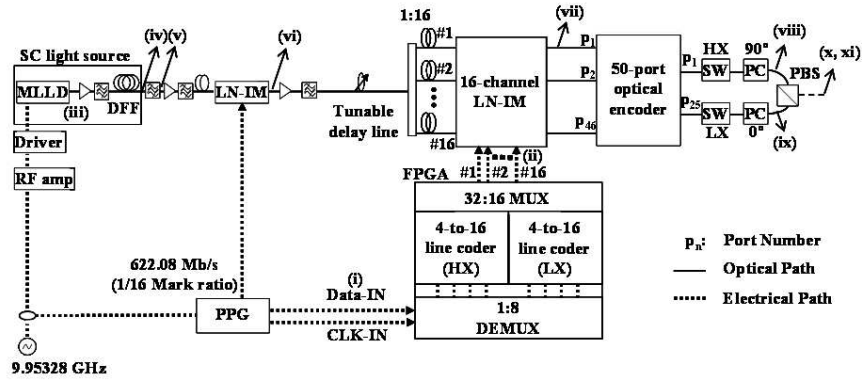 1:16
(vii)
SC light source
(iv) (v)
(vi)
#1
p1
HX
90°
(viii)
MLLD
(iii)
DFF
LN-IM
#2
16-channel
LN-IM
p2
50-port
optical
encoder
p1
SW
PC
PBS
(x, xi)
Tunable
delay line
p25
SW
PC
Driver
#16
p46
LX
0°
(ix)
RF amp
FPGA
#1
#2
(ii)
#16
32:16 MUX
4-to-16
line coder
(HX)
4-to-16
line coder
(LX)
pn: Port Number
Optical Path
Electrical Path
622.08 Mb/s
(1/16 Mark ratio)
(i)
Data-IN
PPG
CLK-IN
1:8
DEMUX
9.95328 GHz